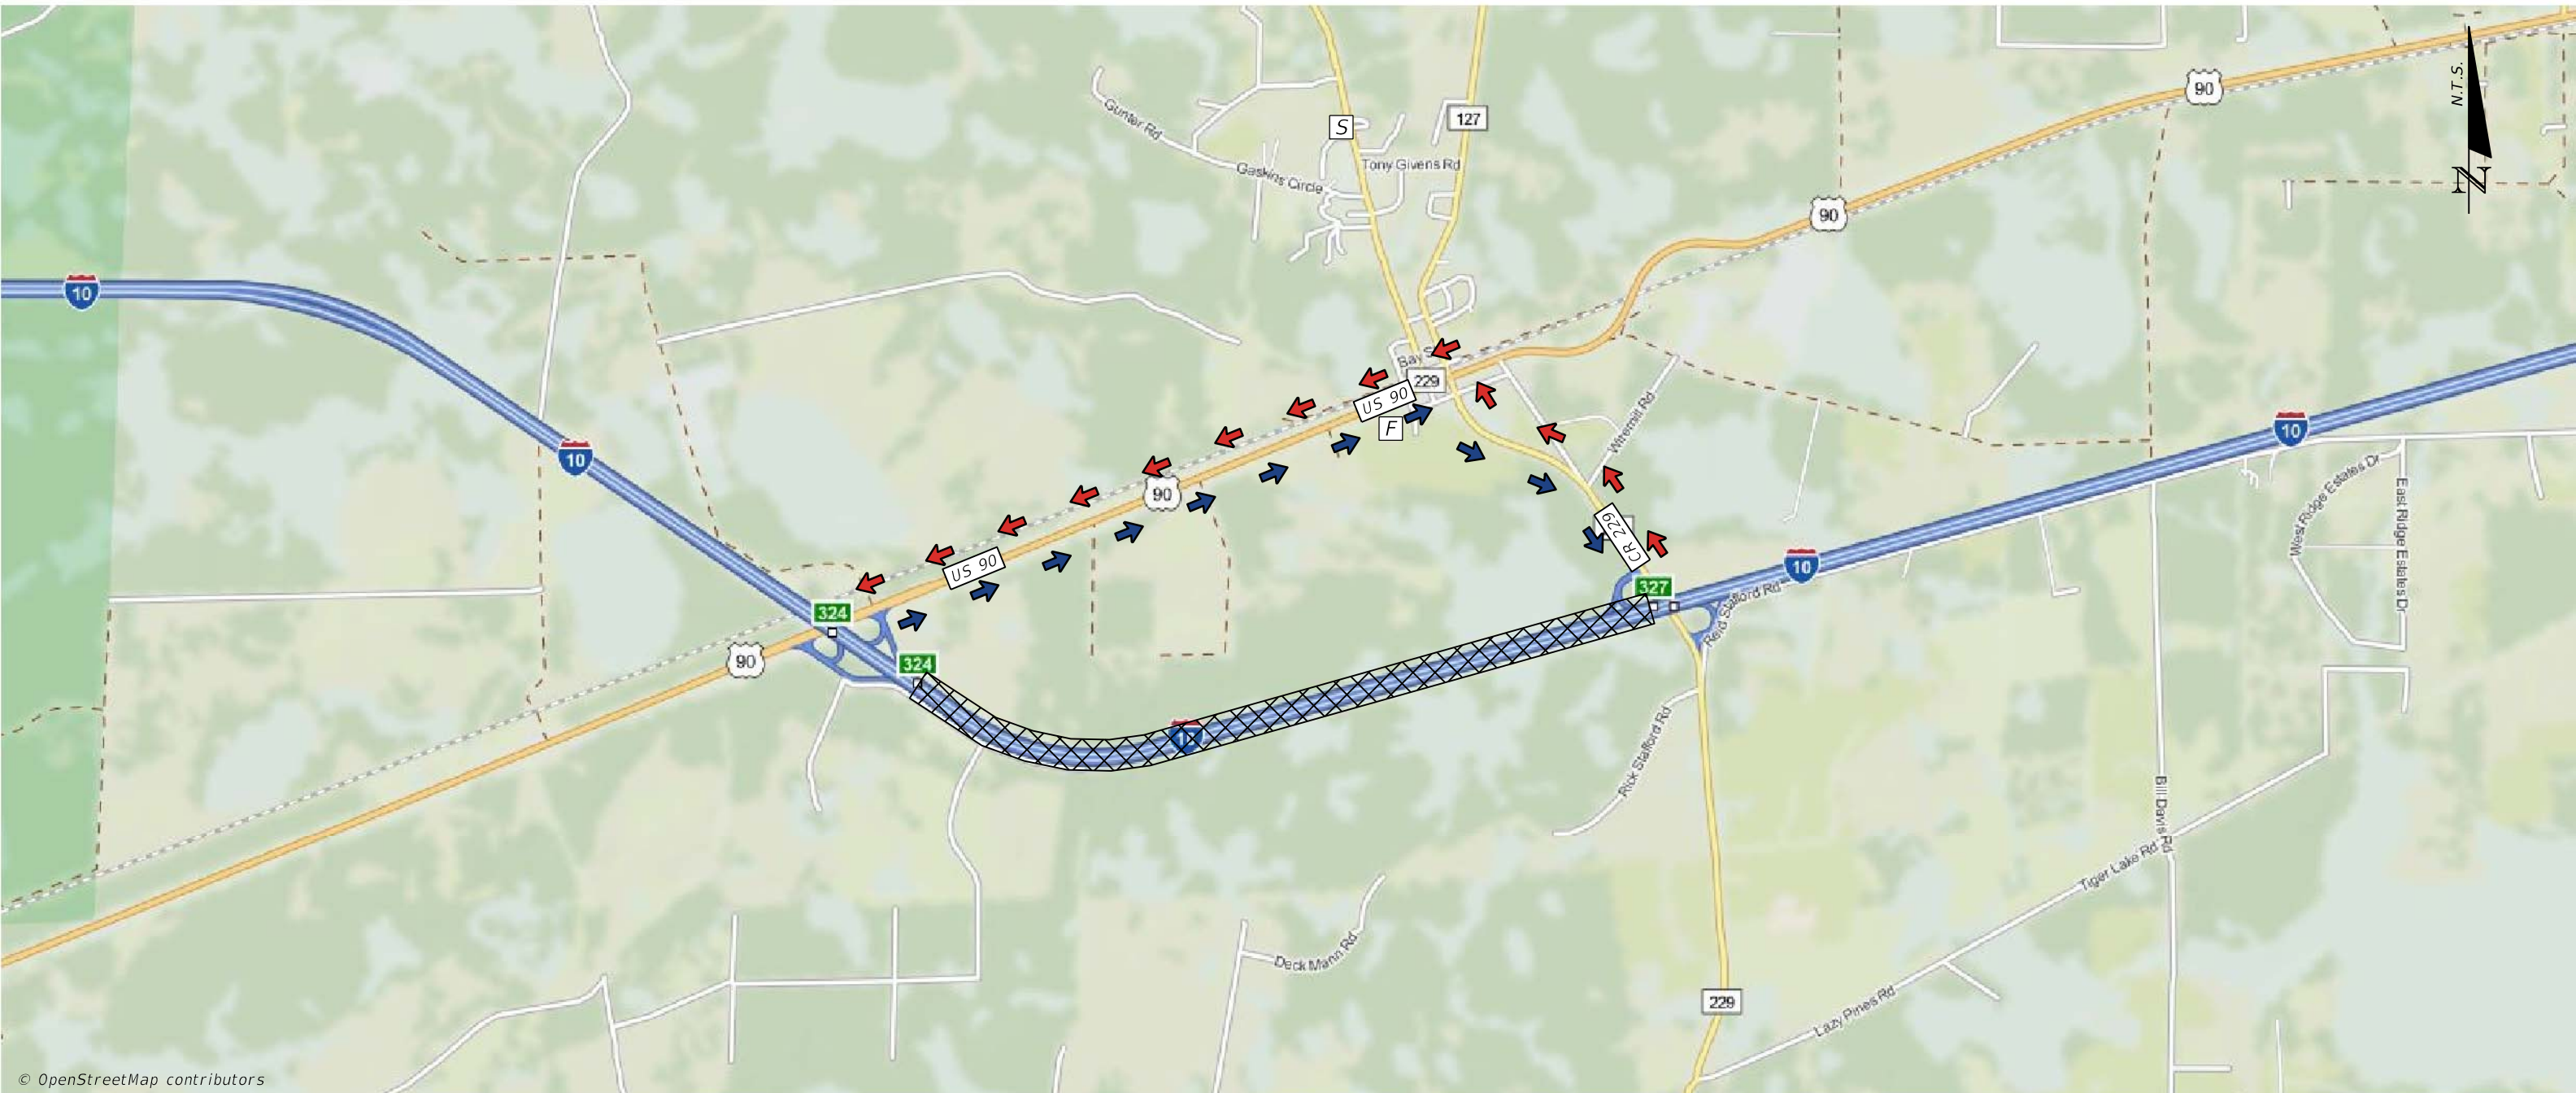 90
N.T.S.
N
S
127
Gunter Rd
Tony Givens Rd
Gaskins Circle
90
10
Bay S
229
US 90
F
Witemill Rd
10
10
90
West Ridge Estates Dr
East Ridge Estates Dr
CR 229
10
US 90
327
Reid Stafford Rd
324
90
324
Rick Stafford Rd
Bill Davis Rd
Tiger Lake Rd
Deck Mann Rd
229
Lazy Pines Rd
© OpenStreetMap contributors